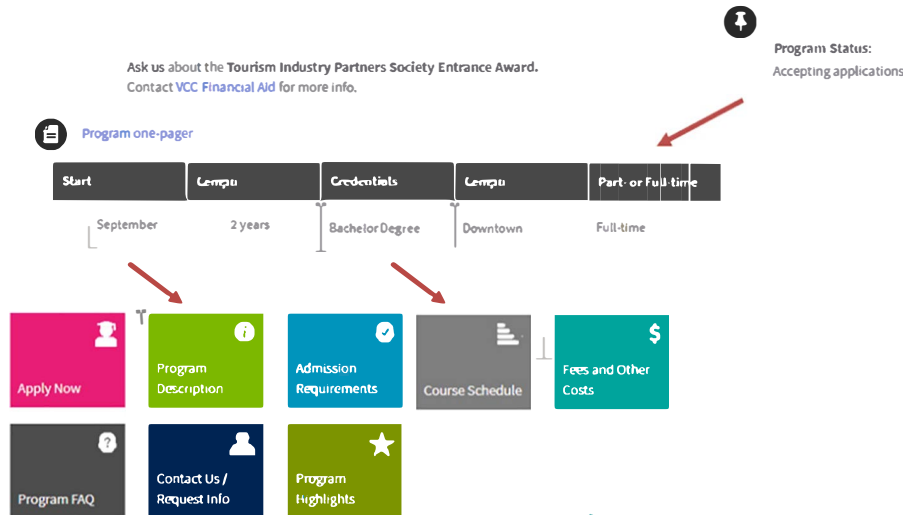 Program Status:
Accepting applications
Ask us about the Tourism Industry Partners Society Entrance Award.
Contact VCC Financial Aid for more info.
Program one-pager
Start
Credentials
Part- or Full-time
September
2 years
Bachelor Degree
Downtown
Full-time
Apply Now
Program
Description
Admission
Requirements
Course Schedule
Fees and Other
Costs
Program FAQ
Contact Us /
Request Info
Program
Highlights